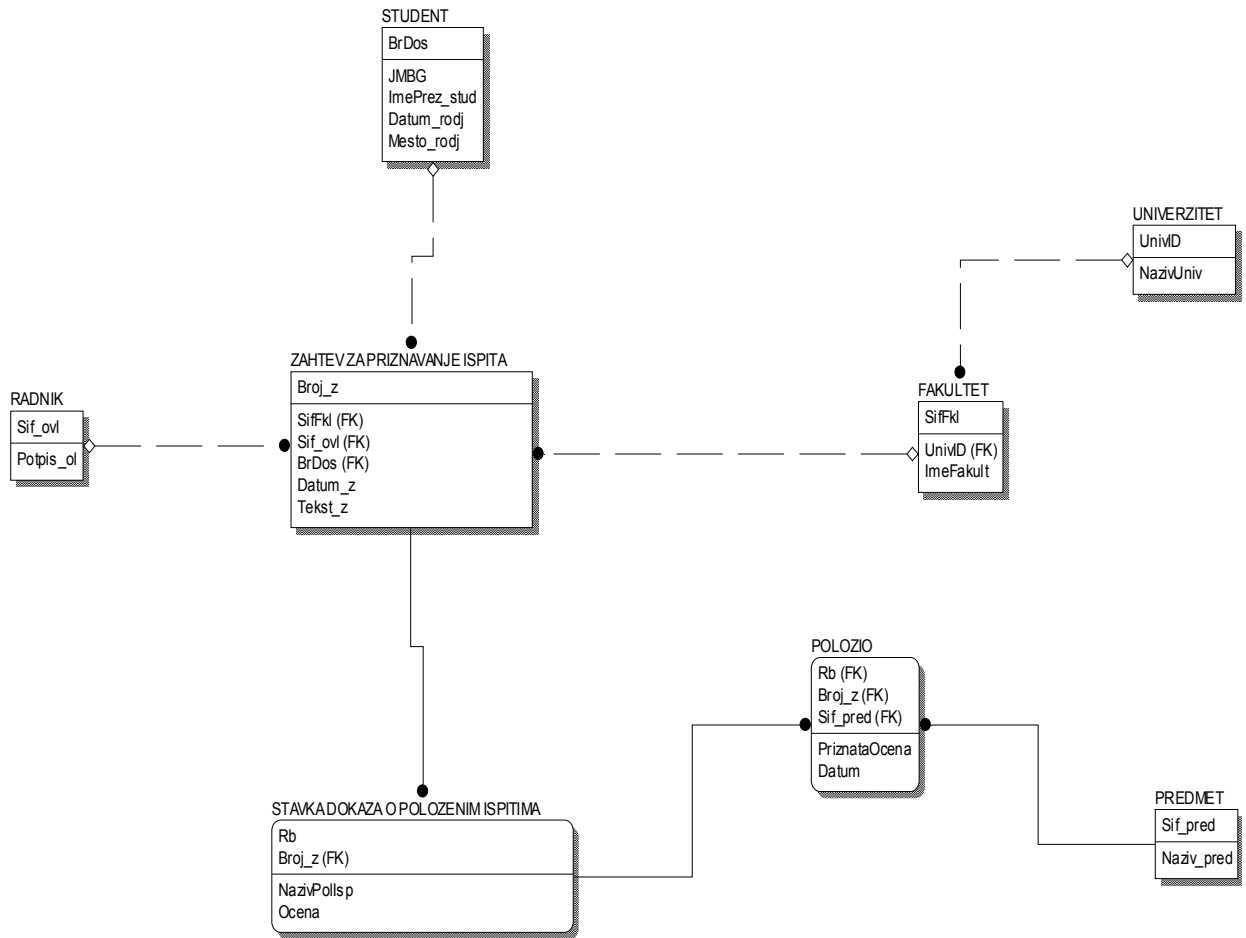 STUDENT
BrDos
JMBG
ImePrez_stud
Datum_rodj
Mesto_rodj
UNIVERZITET
UnivID
NazivUniv
ZAHTEV ZA PRIZNAVANJE ISPITA
Broj_z
SifFkl (FK)
Sif_ovl (FK)
BrDos (FK)
Datum_z
Tekst_z
RADNIK
Sif_ovl
Potpis_ol
FAKULTET
SifFkl
UnivID (FK)
ImeFakult
POLOZIO
Rb (FK)
Broj_z (FK)
Sif_pred (FK)
PriznataOcena
Datum
STAVKA DOKAZA O POLOZENIM ISPITIMA
Rb
Broj_z (FK)
NazivPolIsp
Ocena
PREDMET
Sif_pred
Naziv_pred